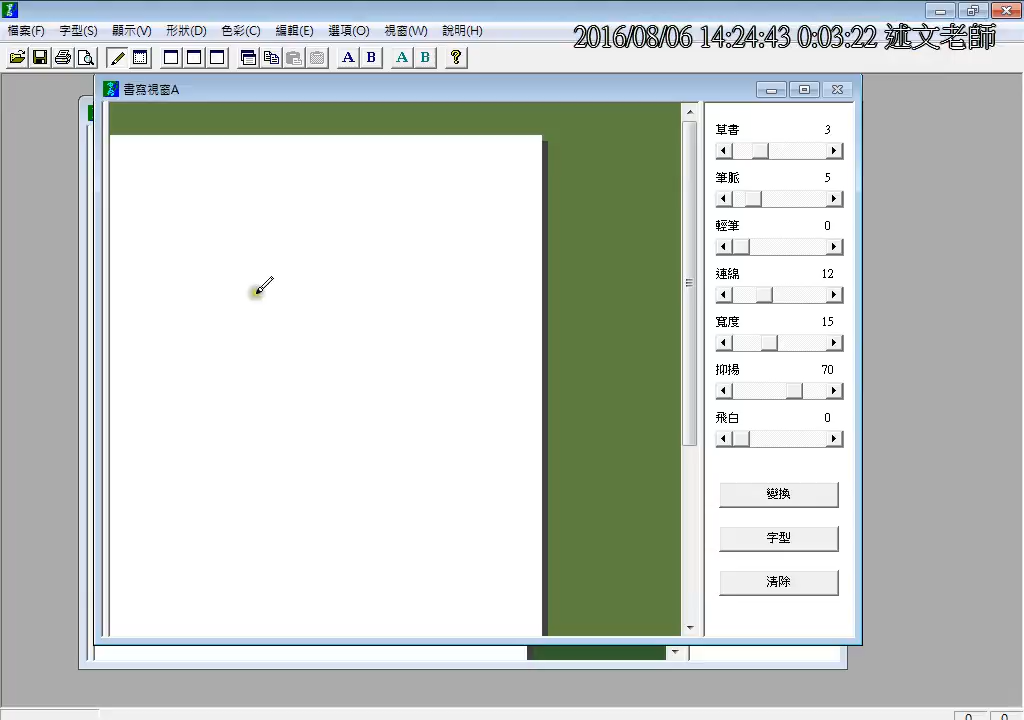 檔案(F) 字型(S) 顯示(V) 形狀(D) 色彩(C) 編輯(E) 選項(O) 視窗(W) 說明(H)
2016/08/06 14:24:43 0:03:22 述文老師
A B A B ?
書寫視窗A
草書 3
筆脈 5
輕筆 0
連綿 12
寬度 15
抑揚 70
飛白 0
變換
字型
清除
0 0